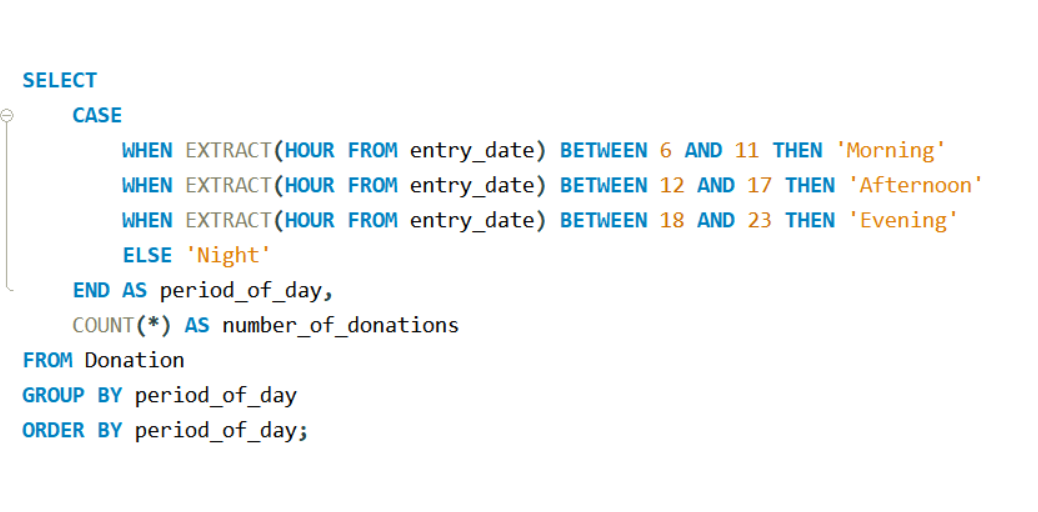 SELECT
CASE
WHEN EXTRACT(HOUR FROM entry_date) BETWEEN 6 AND 11 THEN 'Morning'
WHEN EXTRACT(HOUR FROM entry_date) BETWEEN 12 AND 17 THEN 'Afternoon'
WHEN EXTRACT(HOUR FROM entry_date) BETWEEN 18 AND 23 THEN 'Evening'
ELSE 'Night'
END AS period_of_day,
COUNT(*) AS number_of_donations
FROM Donation
GROUP BY period_of_day
ORDER BY period_of_day;